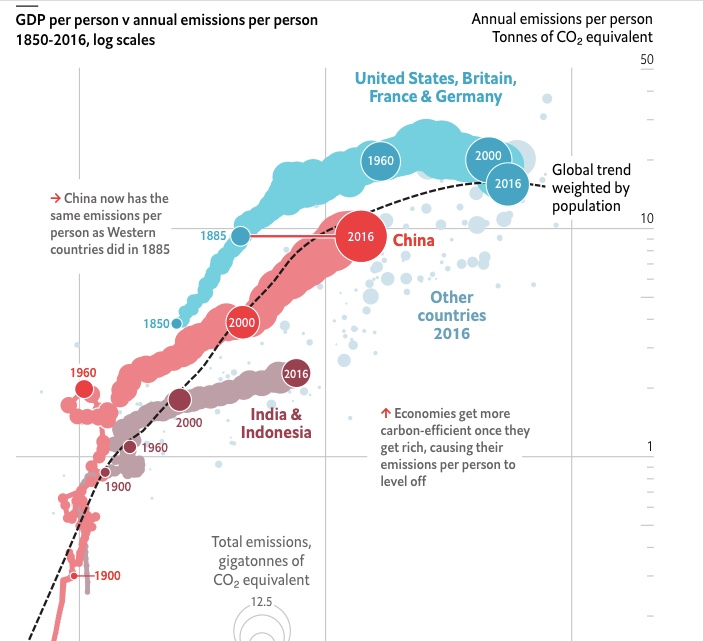 GDP per person v annual emissions per person
1850-2016, log scales
Annual emissions per person
Tonnes of CO₂ equivalent
50
United States, Britain,
France & Germany
1960
2000
2016
Global trend
weighted by
population
→ China now has the
same emissions per
person as Western
countries did in 1885
1885
10
2016
China
Other
countries
2016
1850
2000
1960
2016
2000
India &
Indonesia
↑ Economies get more
carbon-efficient once they
get rich, causing their
emissions per person to
level off
1960
1
1900
Total emissions,
gigatonnes of
CO₂ equivalent
1900
12.5